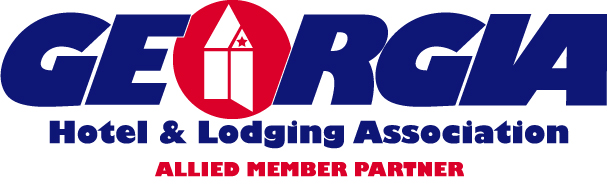 GEORGIA
Hotel & Lodging Association
ALLIED MEMBER PARTNER